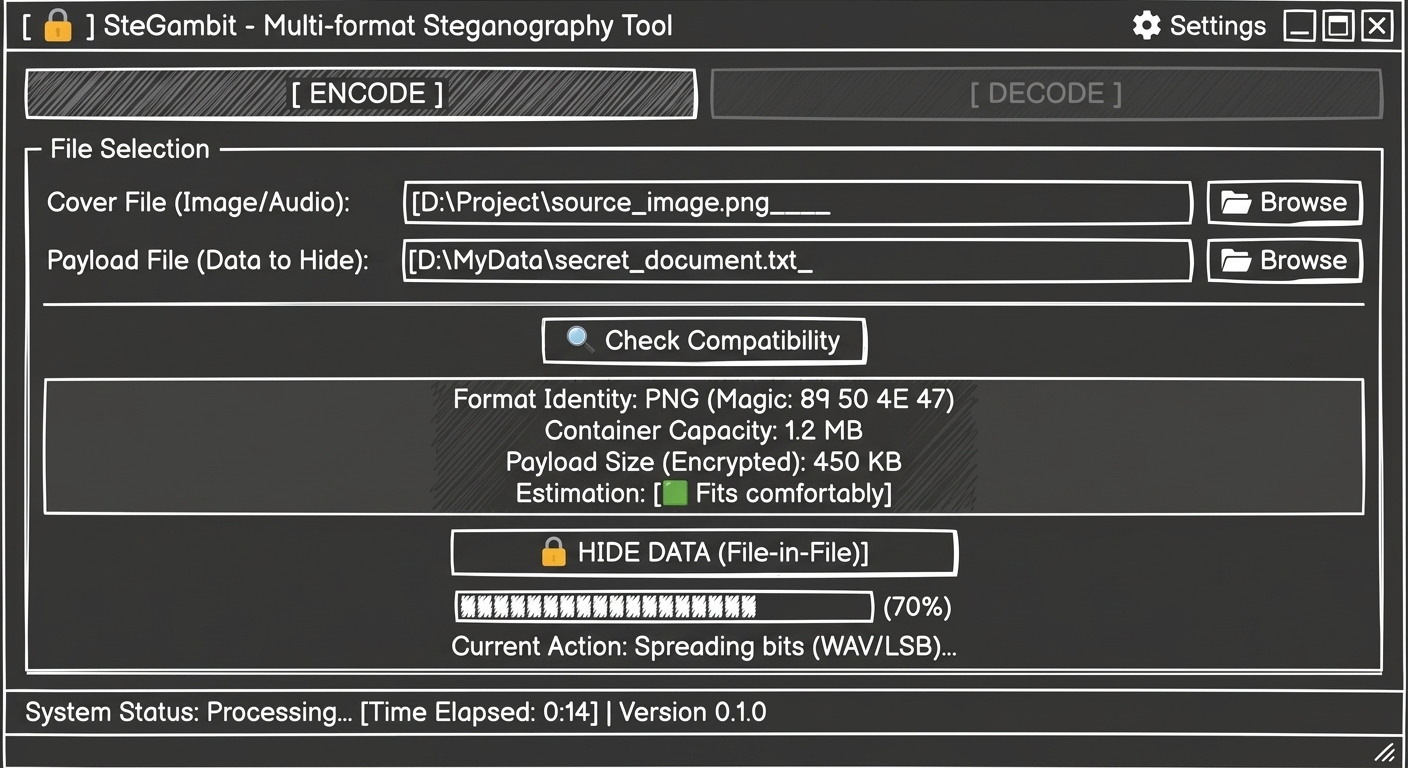 [ 🔒 ] SteGambit - Multi-format Steganography Tool
Settings
[ ENCODE ]
[ DECODE ]
File Selection
Cover File (Image/Audio):
[D:\Project\source_image.png____
Browse
Payload File (Data to Hide):
[D:\MyData\secret_document.txt_
Browse
🔍 Check Compatibility
Format Identity: PNG (Magic: 89 50 4E 47)
Container Capacity: 1.2 MB
Payload Size (Encrypted): 450 KB
Estimation: [🟩 Fits comfortably]
🔒 HIDE DATA (File-in-File)]
(70%)
Current Action: Spreading bits (WAV/LSB)...
System Status: Processing... [Time Elapsed: 0:14] | Version 0.1.0